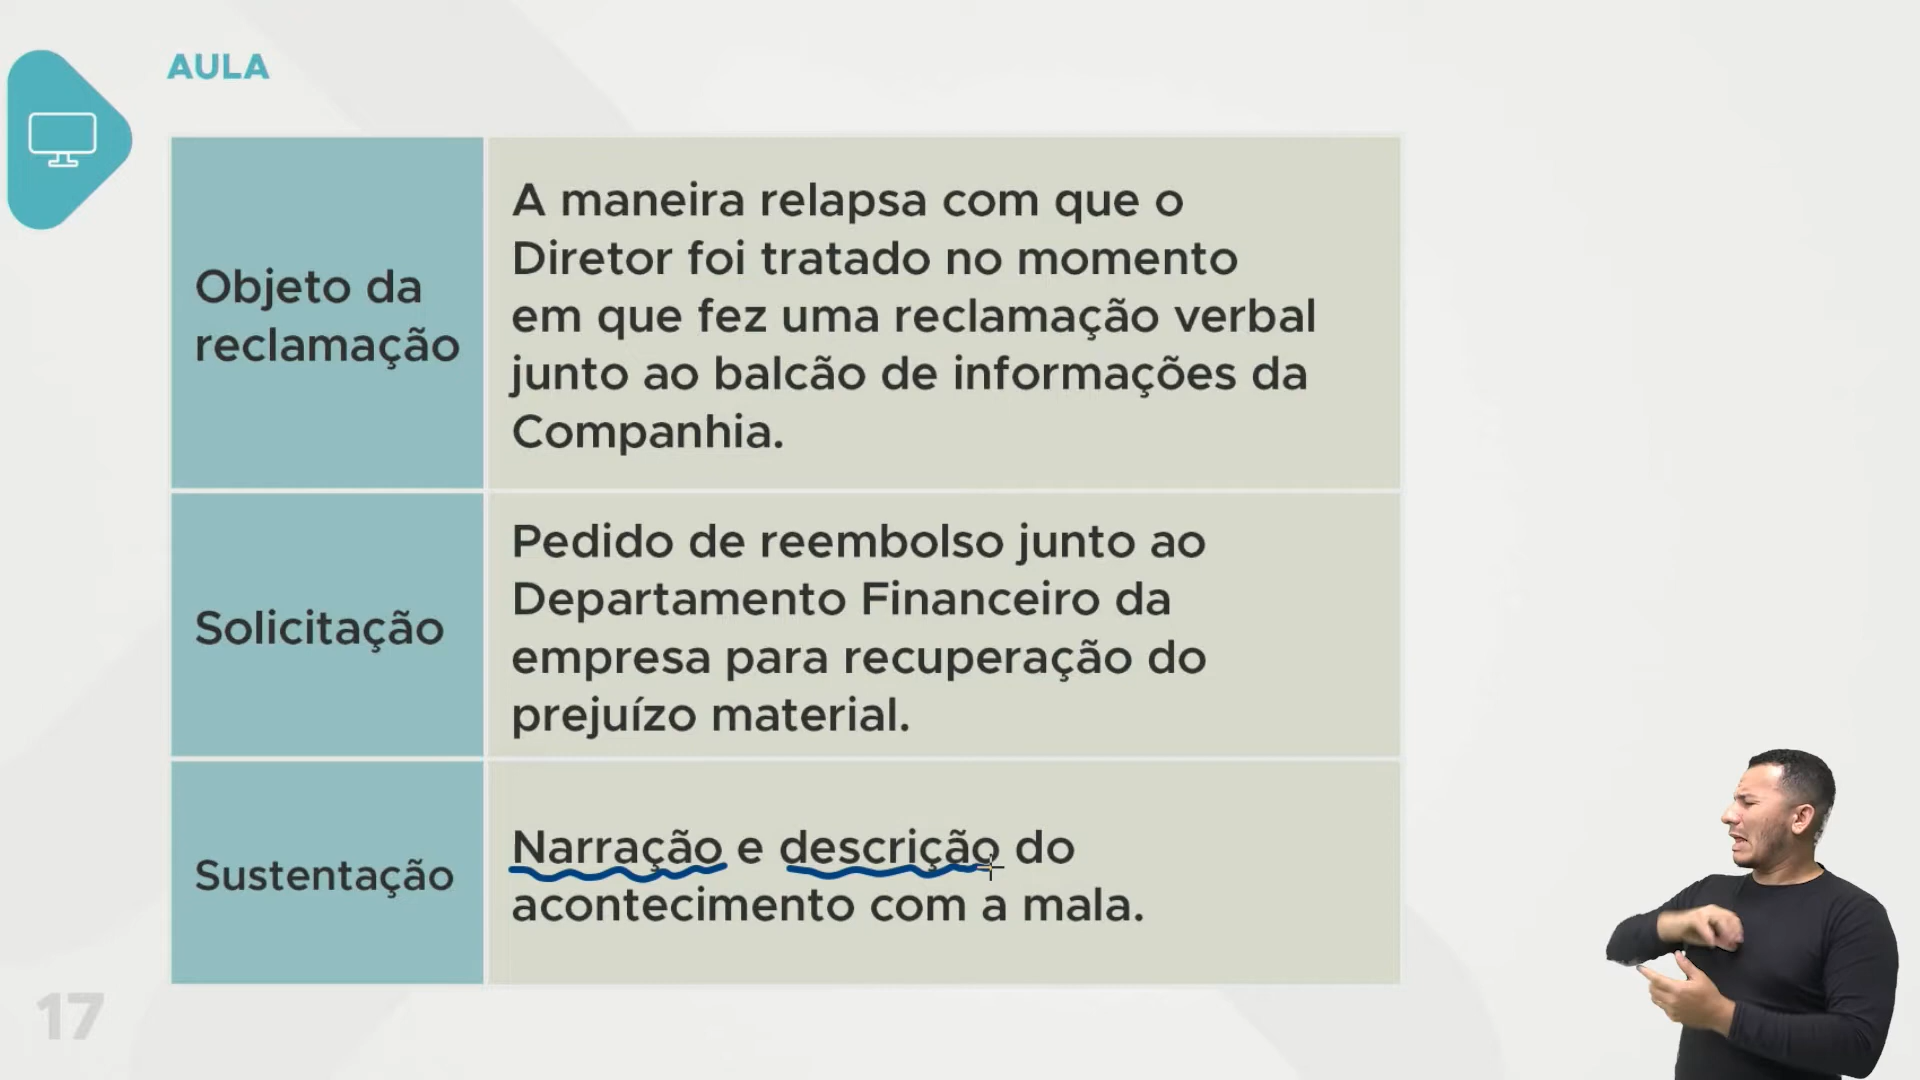 AULA
Objeto da
reclamação
A maneira relapsa com que o
Diretor foi tratado no momento
em que fez uma reclamação verbal
junto ao balcão de informações da
Companhia.
Solicitação
Pedido de reembolso junto ao
Departamento Financeiro da
empresa para recuperação do
prejuízo material.
Sustentação
Narração e descrição do
acontecimento com a mala.
17